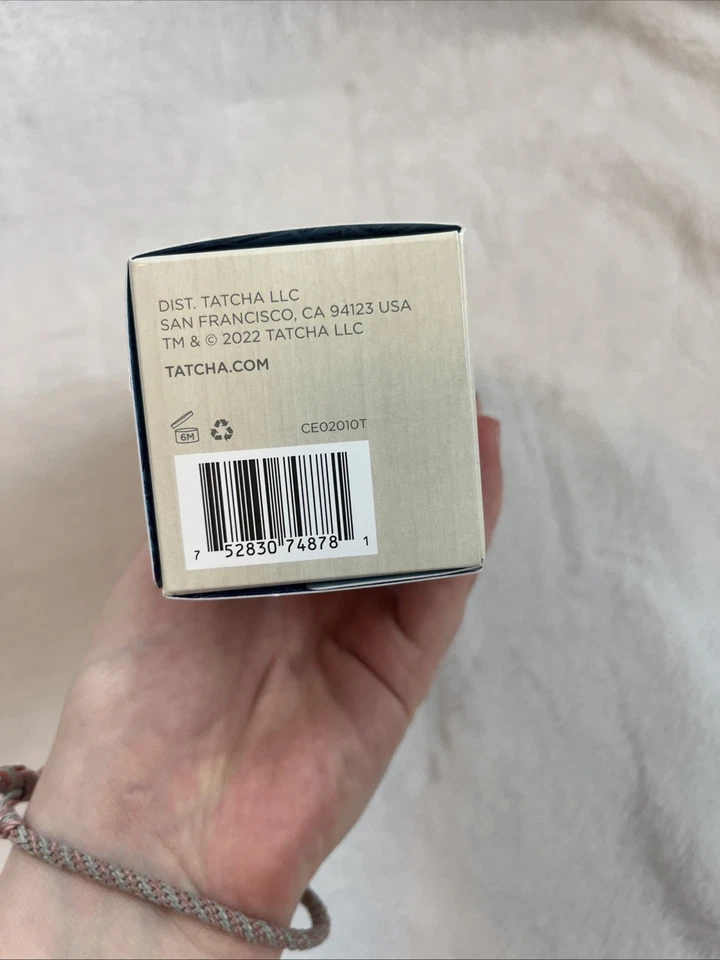 DIST. TATCHA LLC
SAN FRANCISCO, CA 94123 USA
TM & © 2022 TATCHA LLC
TATCHA.COM
6M
CE02010T
7 52830 74878 1